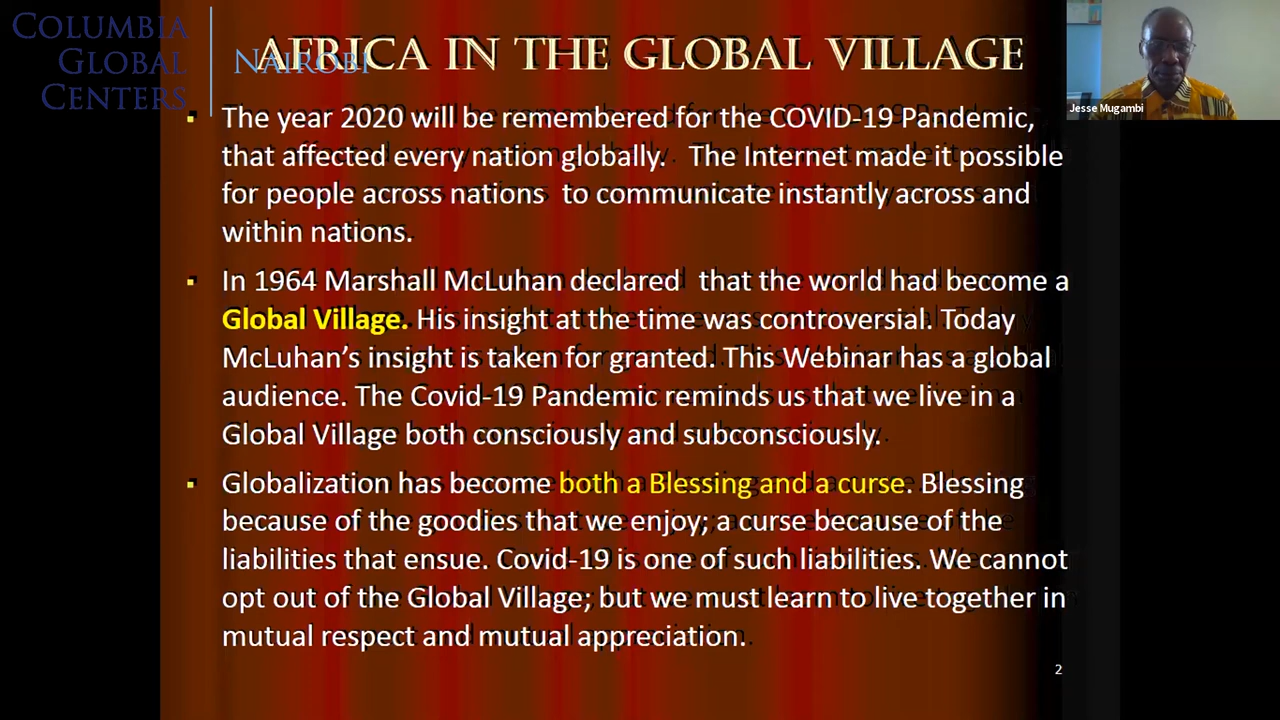 COLUMBIA
GLOBAL
CENTERS
NAIROBI
AFRICA IN THE GLOBAL VILLAGE
Jesse Mugambi
▪ The year 2020 will be remembered for the COVID-19 Pandemic,
that affected every nation globally. The Internet made it possible
for people across nations to communicate instantly across and
within nations.
▪ In 1964 Marshall McLuhan declared that the world had become a
Global Village. His insight at the time was controversial. Today
McLuhan’s insight is taken for granted. This Webinar has a global
audience. The Covid-19 Pandemic reminds us that we live in a
Global Village both consciously and subconsciously.
▪ Globalization has become both a Blessing and a curse. Blessing
because of the goodies that we enjoy; a curse because of the
liabilities that ensue. Covid-19 is one of such liabilities. We cannot
opt out of the Global Village; but we must learn to live together in
mutual respect and mutual appreciation.
2